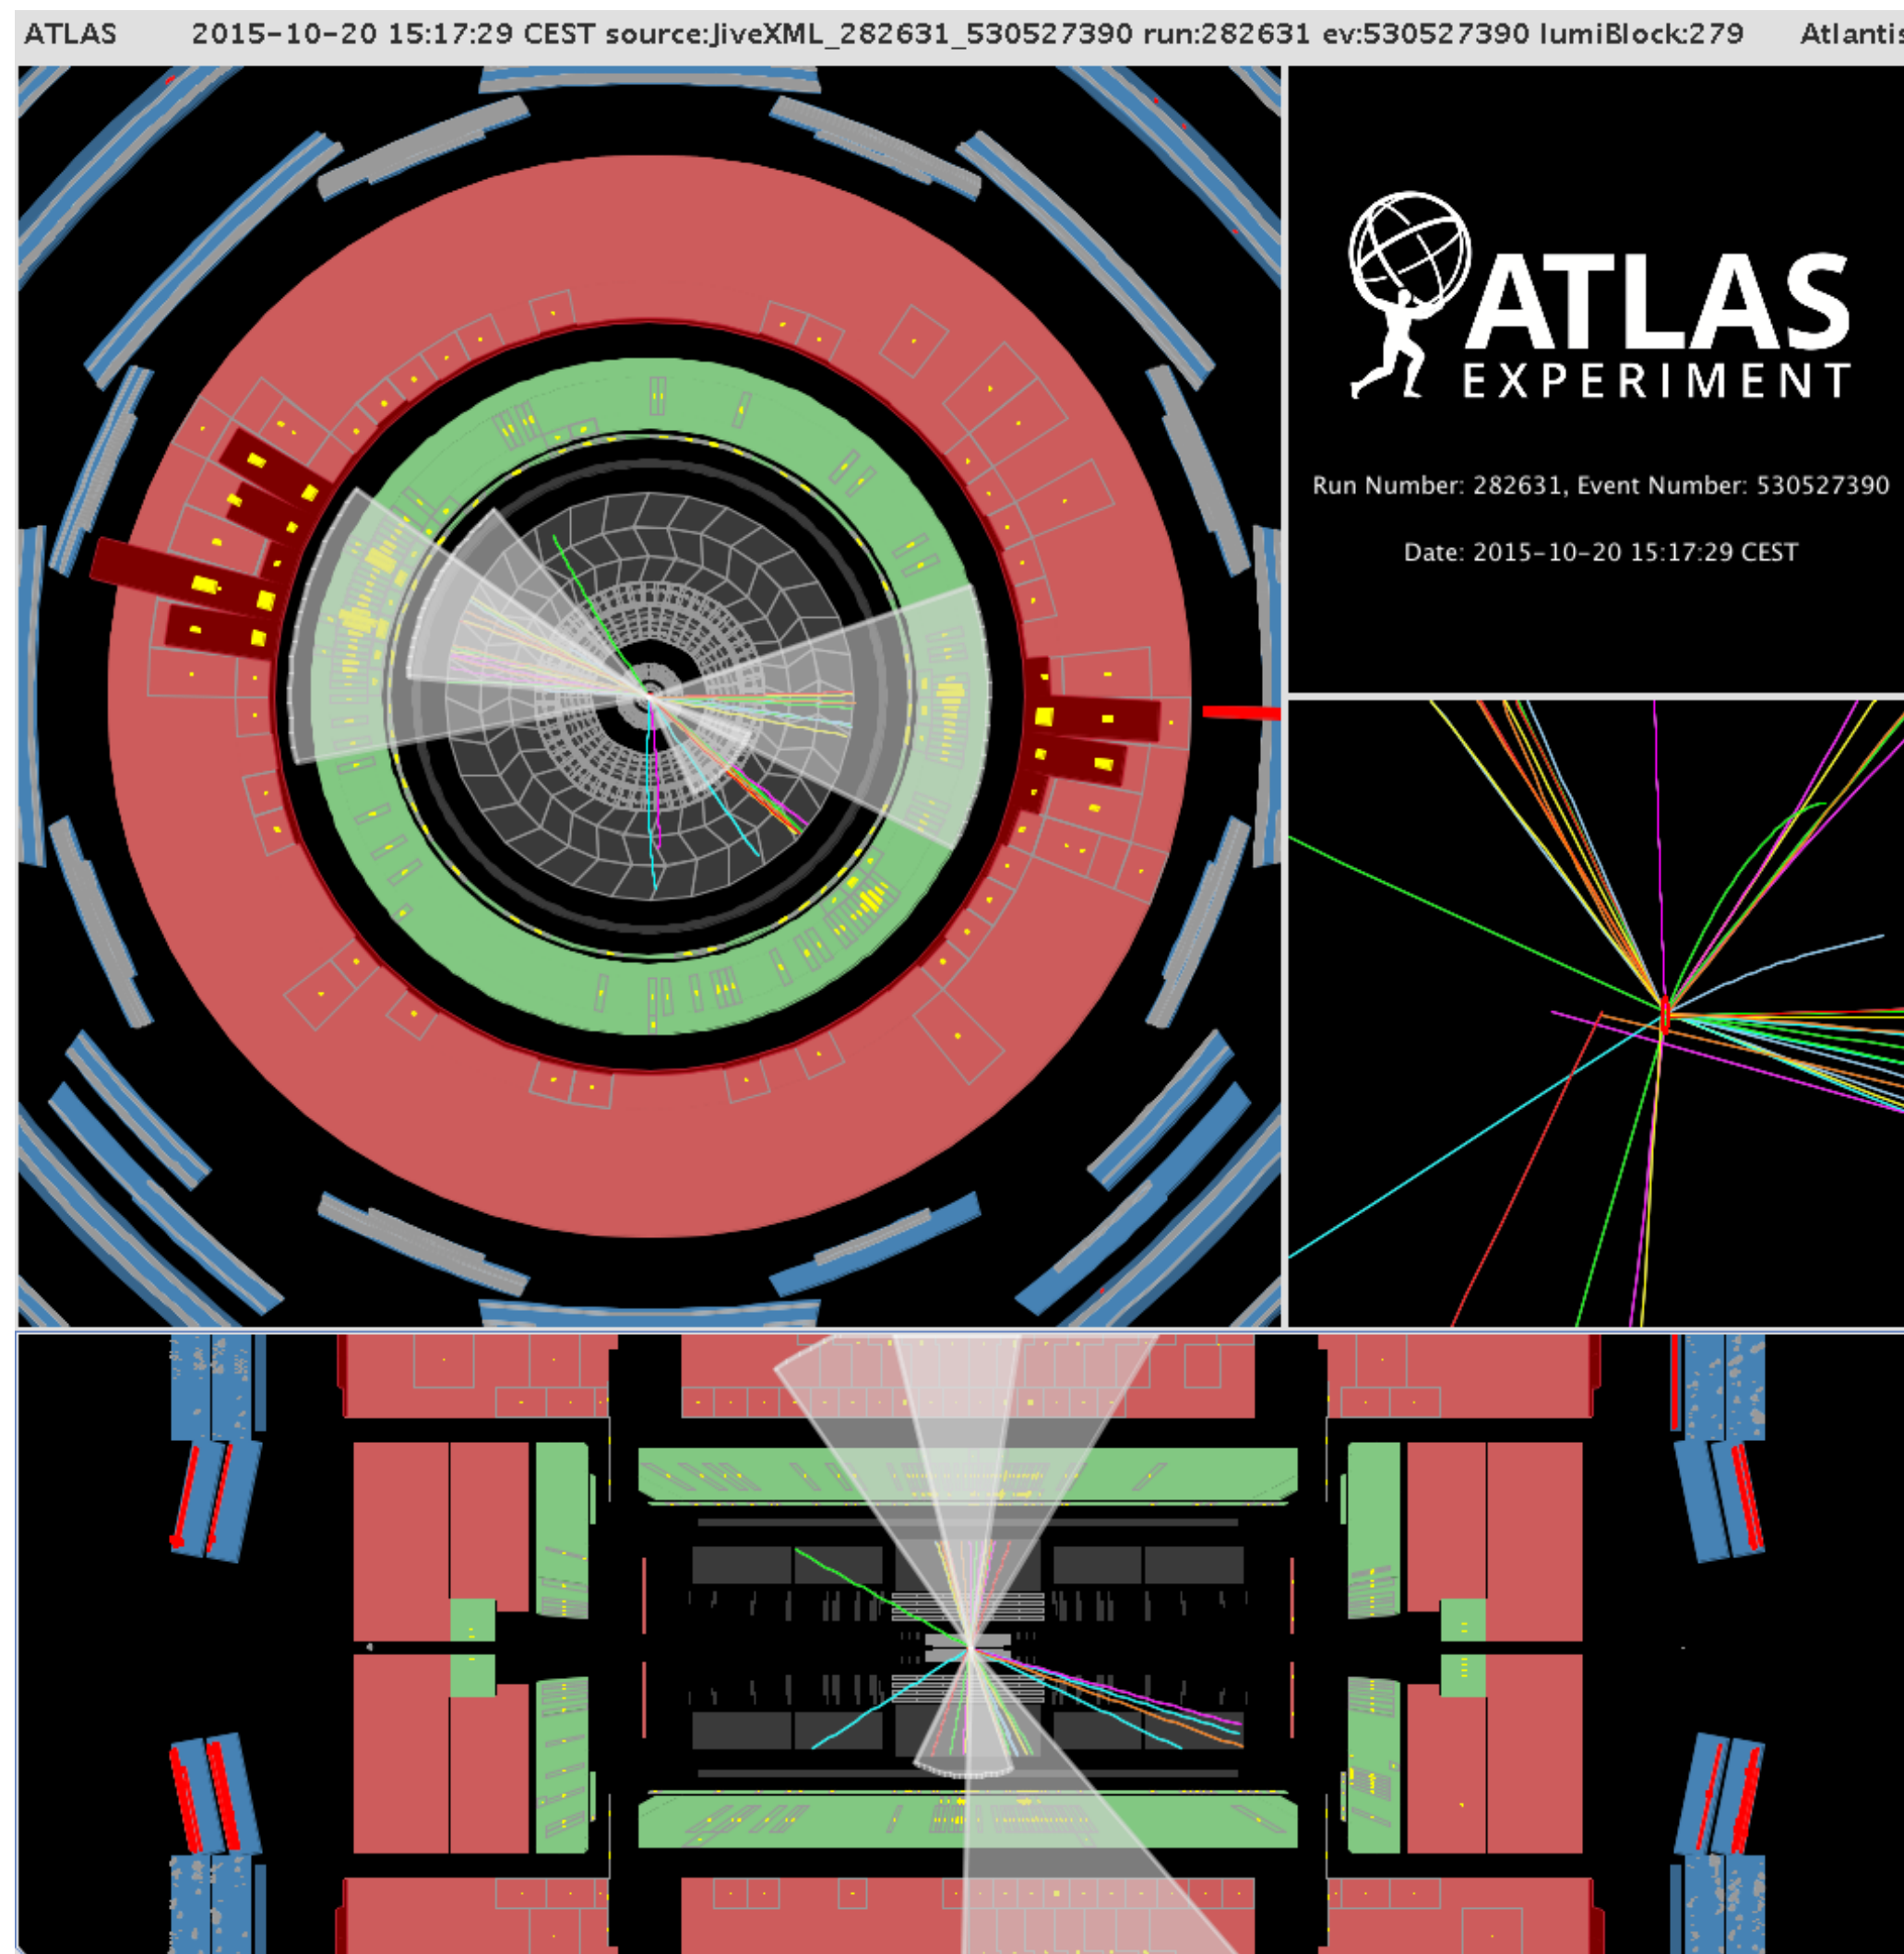 ATLAS 2015-10-20 15:17:29 CEST source:JiveXML_282631_530527390 run:282631 ev:530527390 lumiBlock:279 Atlantis
ATLAS
EXPERIMENT
Run Number: 282631, Event Number: 530527390
Date: 2015-10-20 15:17:29 CEST